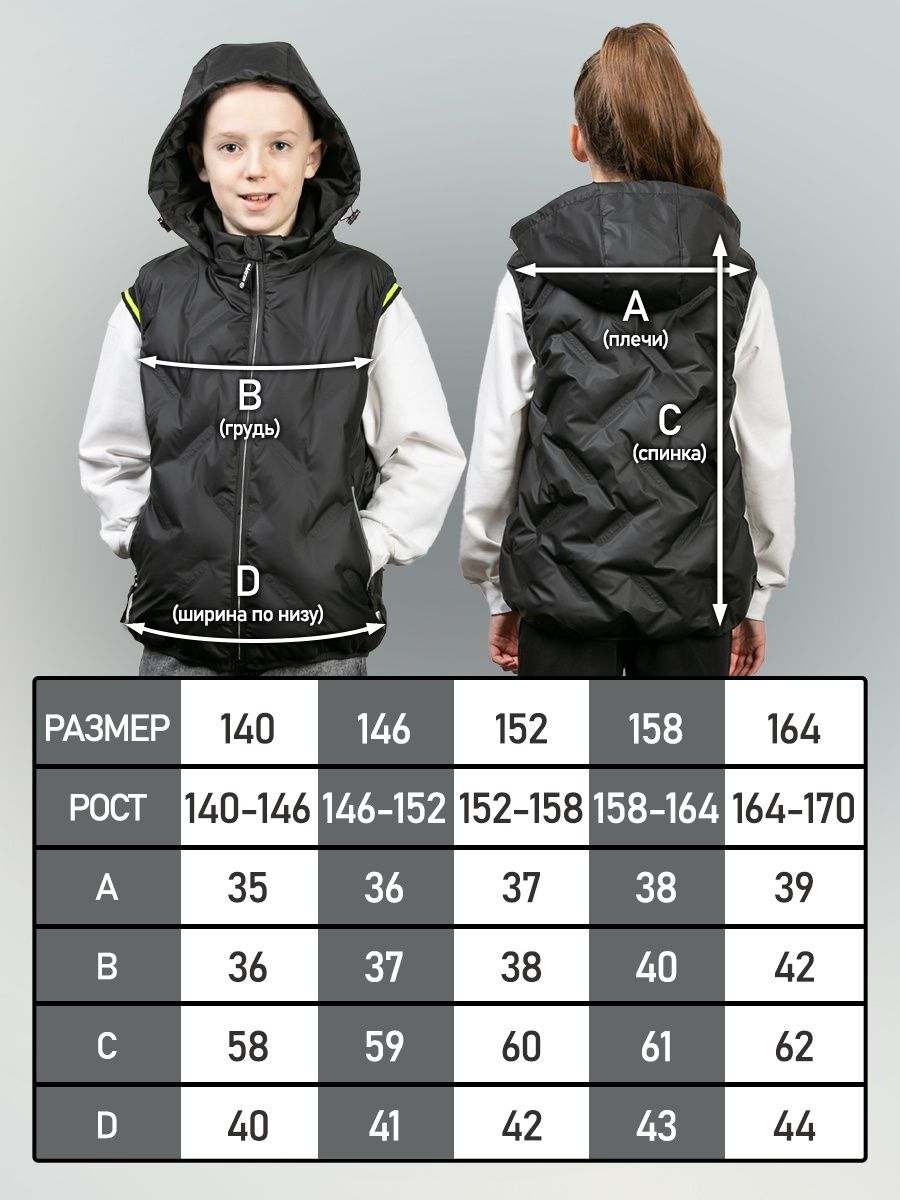 A
(плечи)
B
(грудь)
C
(спинка)
D
(ширина по низу)
РАЗМЕР 140 146 152 158 164
РОСТ 140-146 146-152 152-158 158-164 164-170
A 35 36 37 38 39
B 36 37 38 40 42
C 58 59 60 61 62
D 40 41 42 43 44